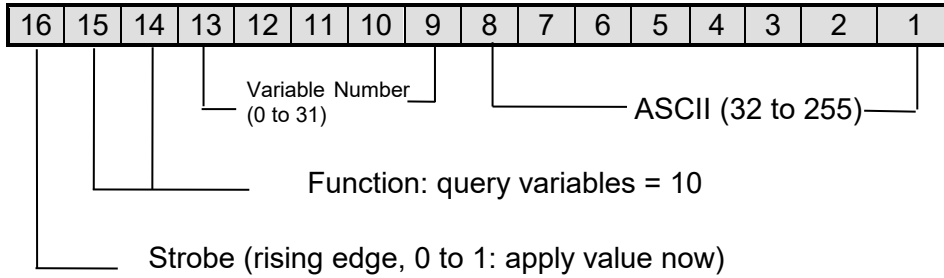 16 15 14 13 12 11 10 9 8 7 6 5 4 3 2 1
Variable Number
(0 to 31)
ASCII (32 to 255)
Function: query variables = 10
Strobe (rising edge, 0 to 1: apply value now)